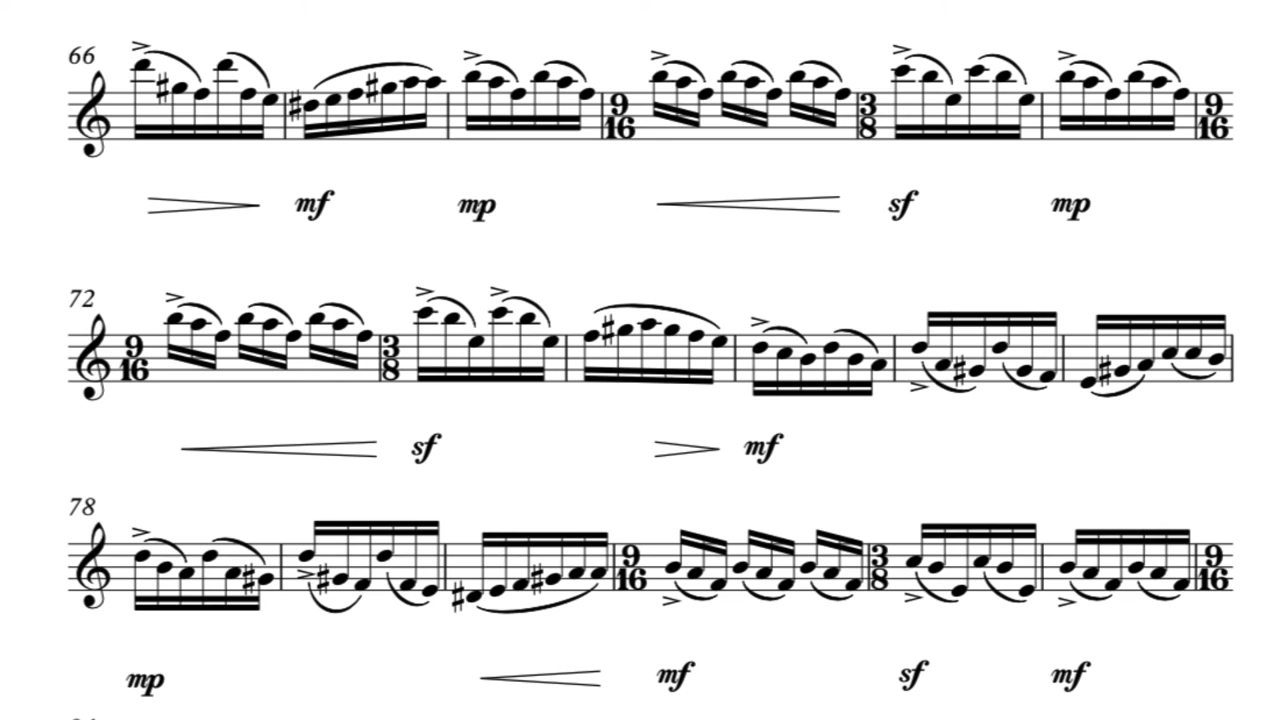 66
9 3 9
16 8 16
mf mp sf mp
72
9 3
16 8
sf mf
78
9 3 9
16 8 16
mp mf sf mf